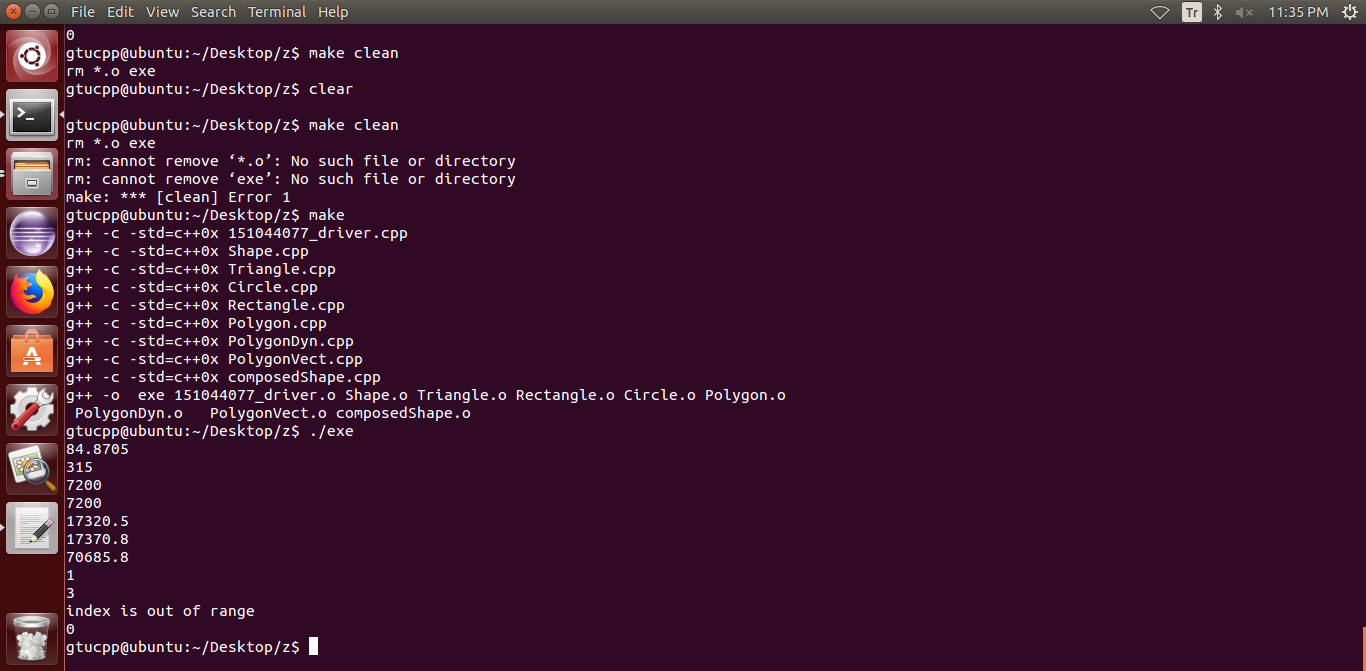 File Edit View Search Terminal Help Tr 11:35 PM
0
gtucpp@ubuntu:~/Desktop/z$ make clean
rm *.o exe
gtucpp@ubuntu:~/Desktop/z$ clear
gtucpp@ubuntu:~/Desktop/z$ make clean
rm *.o exe
rm: cannot remove ‘*.o’: No such file or directory
rm: cannot remove ‘exe’: No such file or directory
make: *** [clean] Error 1
gtucpp@ubuntu:~/Desktop/z$ make
g++ -c -std=c++0x 151044077_driver.cpp
g++ -c -std=c++0x Shape.cpp
g++ -c -std=c++0x Triangle.cpp
g++ -c -std=c++0x Circle.cpp
g++ -c -std=c++0x Rectangle.cpp
g++ -c -std=c++0x Polygon.cpp
g++ -c -std=c++0x PolygonDyn.cpp
g++ -c -std=c++0x PolygonVect.cpp
g++ -c -std=c++0x composedShape.cpp
g++ -o  exe 151044077_driver.o Shape.o Triangle.o Rectangle.o Circle.o Polygon.o
 PolygonDyn.o   PolygonVect.o composedShape.o
gtucpp@ubuntu:~/Desktop/z$ ./exe
84.8705
315
7200
7200
17320.5
17370.8
70685.8
1
3
index is out of range
0
gtucpp@ubuntu:~/Desktop/z$